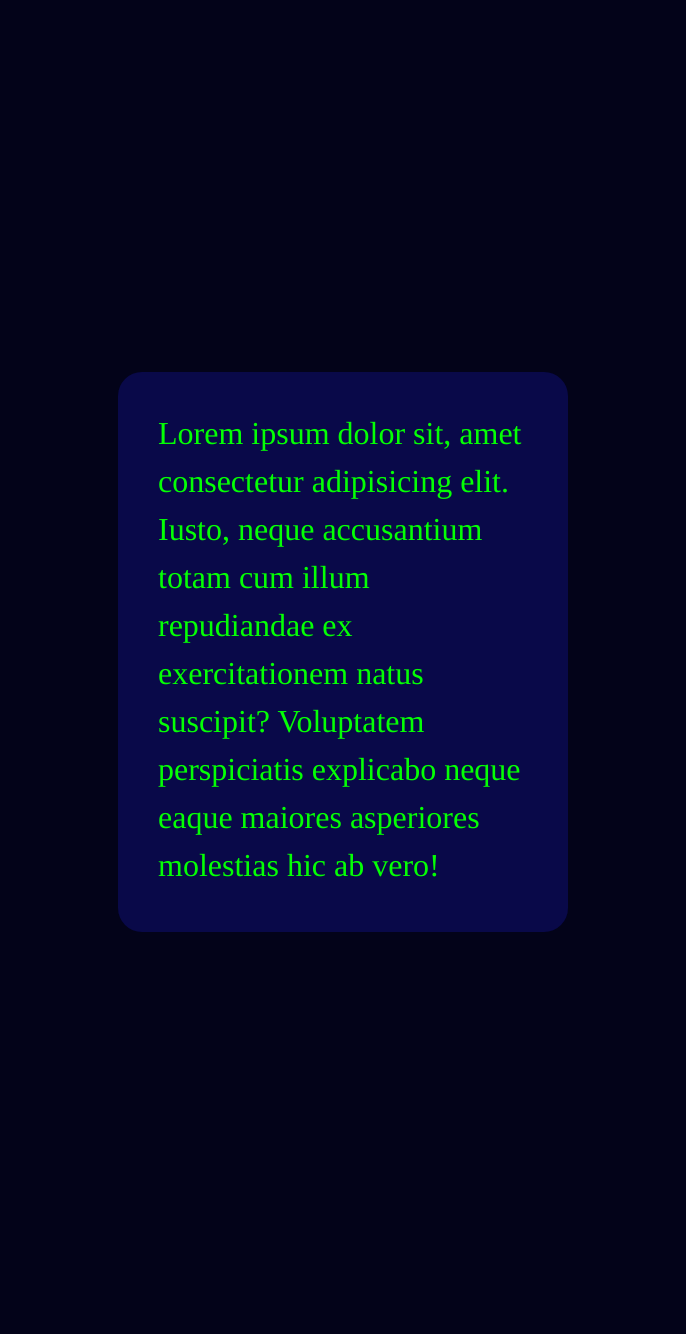 Lorem ipsum dolor sit, amet
consectetur adipisicing elit.
Iusto, neque accusantium
totam cum illum
repudiandae ex
exercitationem natus
suscipit? Voluptatem
perspiciatis explicabo neque
eaque maiores asperiores
molestias hic ab vero!